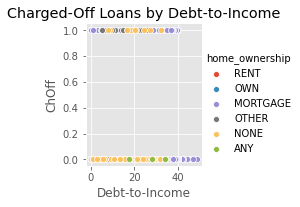 Charged-Off Loans by Debt-to-Income
1.0
0.8
0.6
0.4
0.2
0.0
ChOff
0
20
40
Debt-to-Income
home_ownership
RENT
OWN
MORTGAGE
OTHER
NONE
ANY